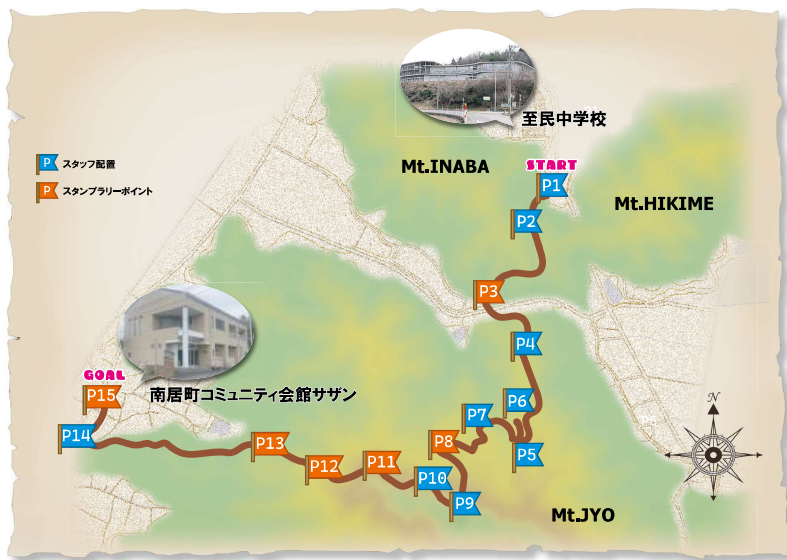 至民中学校
P スタッフ配置
P スタンプラリーポイント
Mt.INABA
START
P1
Mt.HIKIME
P2
P3
P4
P6
P7
P5
P8
GOAL
P15
南居町コミュニティ会館サザン
P14
P13
P12
P11
P10
P9
Mt.JYO
N